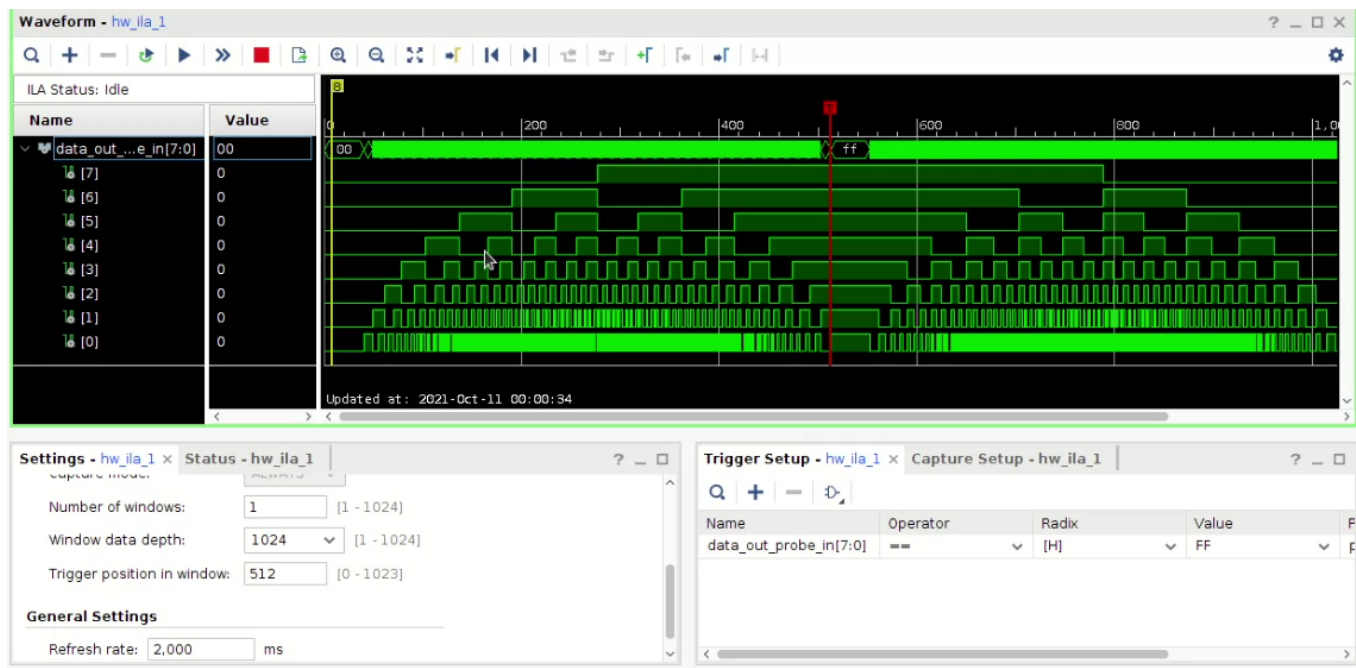 Waveform - hw_ila_1
ILA Status: Idle
Name Value
8
T
0 200 400 600 800 1,0
data_out_...e_in[7:0] 00 00 ff
[7] 0
[6] 0
[5] 0
[4] 0
[3] 0
[2] 0
[1] 0
[0] 0
Updated at: 2021-Oct-11 00:00:34
Settings - hw_ila_1 × Status - hw_ila_1
Number of windows: 1 [1 - 1024]
Window data depth: 1024 [1 - 1024]
Trigger position in window: 512 [0 - 1023]
General Settings
Refresh rate: 2,000 ms
Trigger Setup - hw_ila_1 × Capture Setup - hw_ila_1
Name Operator Radix Value P
data_out_probe_in[7:0] == [H] FF p